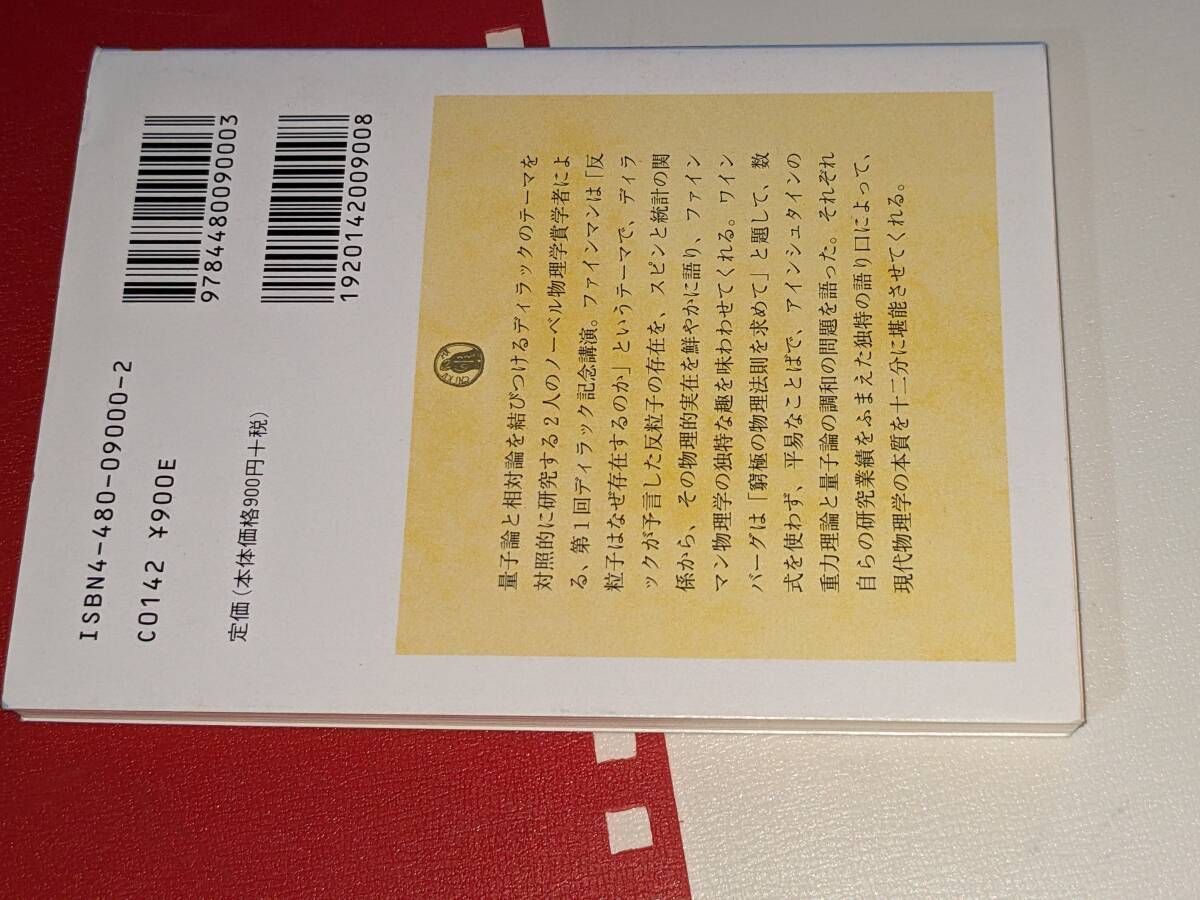 9784480090003
1920142009008
ISBN4-480-09000-2
C0142 ¥900E
定価(本体価格900円+税)
量子論と相対論を結びつけるディラックのテーマを
対照的に研究する2人のノーベル物理学賞学者によ
る、第1回ディラック記念講演。ファインマンは「反
粒子はなぜ存在するのか」というテーマで、ディラ
ックが予言した反粒子の存在を、スピンと統計の関
係から、その物理的実在を鮮やかに語り、ファイン
マン物理学の独特な趣を味わわせてくれる。ワイン
バーグは「窮極の物理法則を求めて」と題して、数
式を使わず、平易なことばで、アインシュタインの
重力理論と量子論の調和の問題を語った。それぞれ
自らの研究業績をふまえた独特の語り口によって、
現代物理学の本質を十二分に堪能させてくれる。